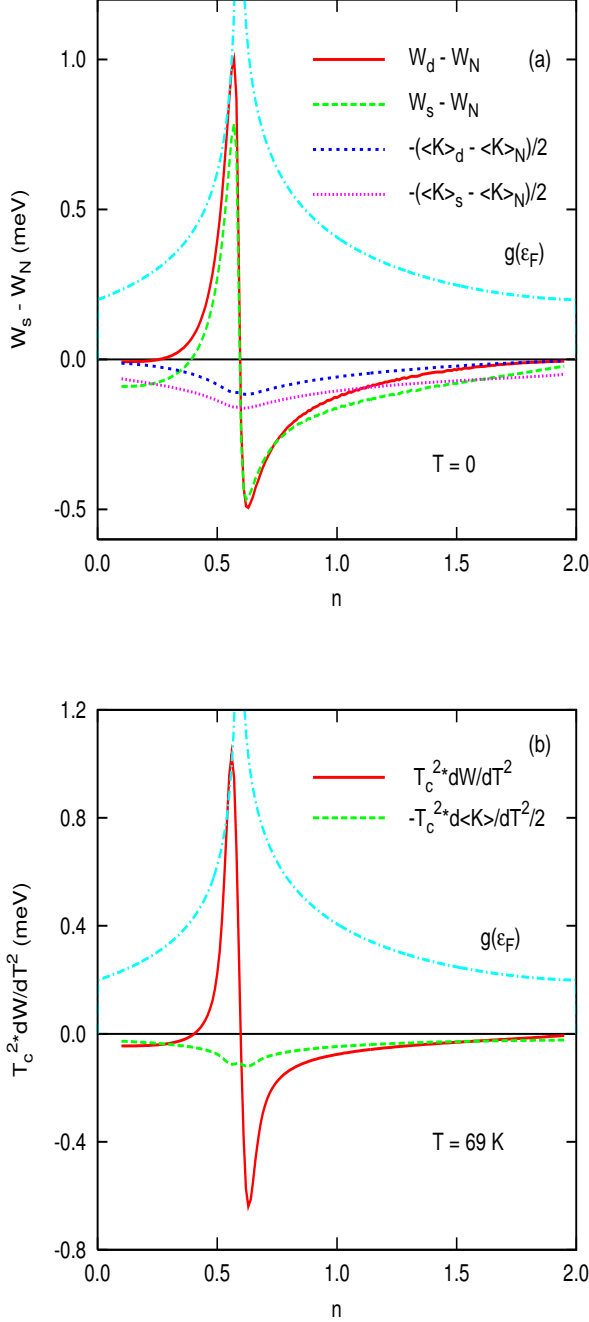 1.0
0.5
0.0
-0.5
W_s - W_N (meV)
W_d - W_N
W_s - W_N
-(<K>_d - <K>_N)/2
-(<K>_s - <K>_N)/2
(a)
g(ε_F)
T = 0
0.0 0.5 1.0 1.5 2.0
n
1.2
0.8
0.4
0.0
-0.4
-0.8
T_c^2*dW/dT^2 (meV)
(b)
T_c^2*dW/dT^2
-T_c^2*d<K>/dT^2/2
g(ε_F)
T = 69 K
0.0 0.5 1.0 1.5 2.0
n